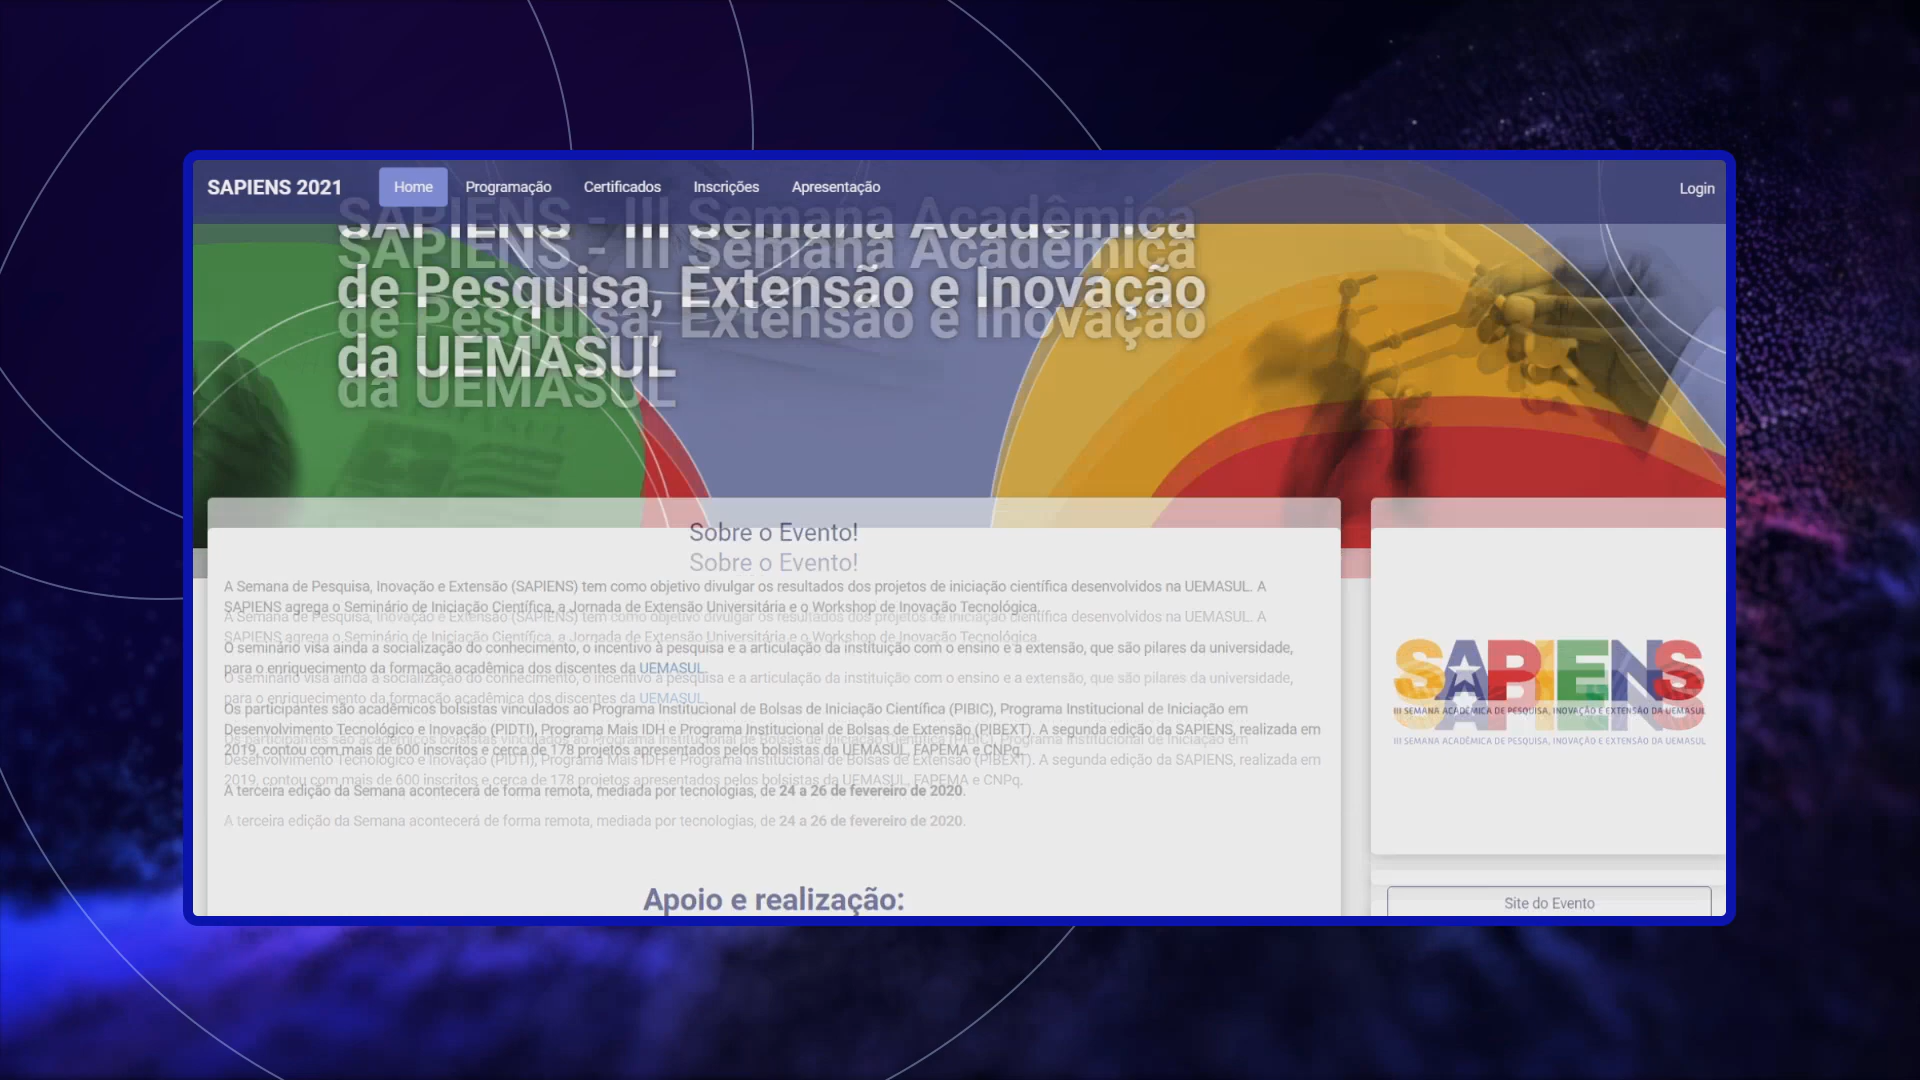 SAPIENS 2021
Home
Programação
Certificados
Inscrições
Apresentação
Login
SAPIENS - III Semana Acadêmica
de Pesquisa, Extensão e Inovação
da UEMASUL
Sobre o Evento!
A Semana de Pesquisa, Inovação e Extensão (SAPIENS) tem como objetivo divulgar os resultados dos projetos de iniciação científica desenvolvidos na UEMASUL. A
SAPIENS agrega o Seminário de Iniciação Científica, a Jornada de Extensão Universitária e o Workshop de Inovação Tecnológica.
O seminário visa ainda a socialização do conhecimento, o incentivo à pesquisa e a articulação da instituição com o ensino e a extensão, que são pilares da universidade,
para o enriquecimento da formação acadêmica dos discentes da UEMASUL.
Os participantes são acadêmicos bolsistas vinculados ao Programa Institucional de Bolsas de Iniciação Científica (PIBIC), Programa Institucional de Iniciação em
Desenvolvimento Tecnológico e Inovação (PIDTI), Programa Mais IDH e Programa Institucional de Bolsas de Extensão (PIBEXT). A segunda edição da SAPIENS, realizada em
2019, contou com mais de 600 inscritos e cerca de 178 projetos apresentados pelos bolsistas da UEMASUL, FAPEMA e CNPq.
A terceira edição da Semana acontecerá de forma remota, mediada por tecnologias, de 24 a 26 de fevereiro de 2020.
Apoio e realização:
SAPIENS
III SEMANA ACADÊMICA DE PESQUISA, INOVAÇÃO E EXTENSÃO DA UEMASUL
Site do Evento